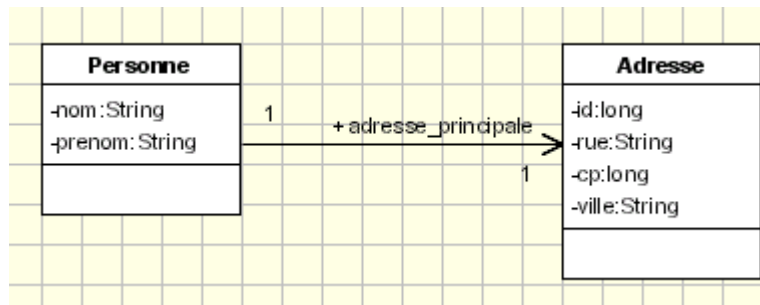 Personne
-nom:String
-prenom:String
1
+adresse_principale
1
Adresse
-id:long
-rue:String
-cp:long
-ville:String